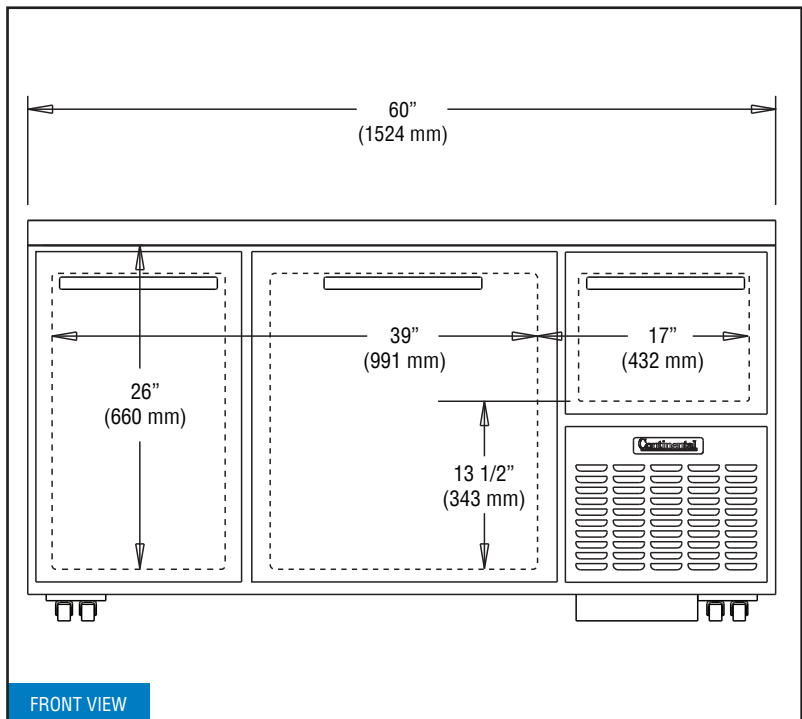 60”
(1524 mm)
39”
(991 mm)
17”
(432 mm)
26”
(660 mm)
Continental
13 1/2”
(343 mm)
FRONT VIEW